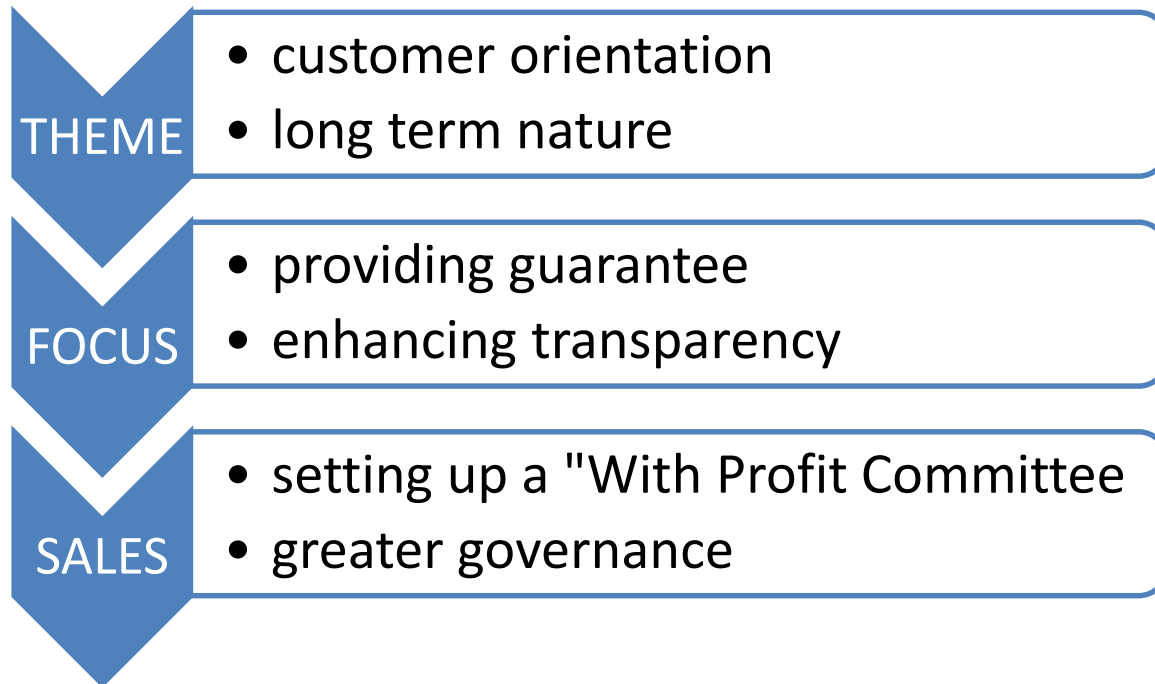 THEME
• customer orientation
• long term nature
FOCUS
• providing guarantee
• enhancing transparency
SALES
• setting up a "With Profit Committee
• greater governance